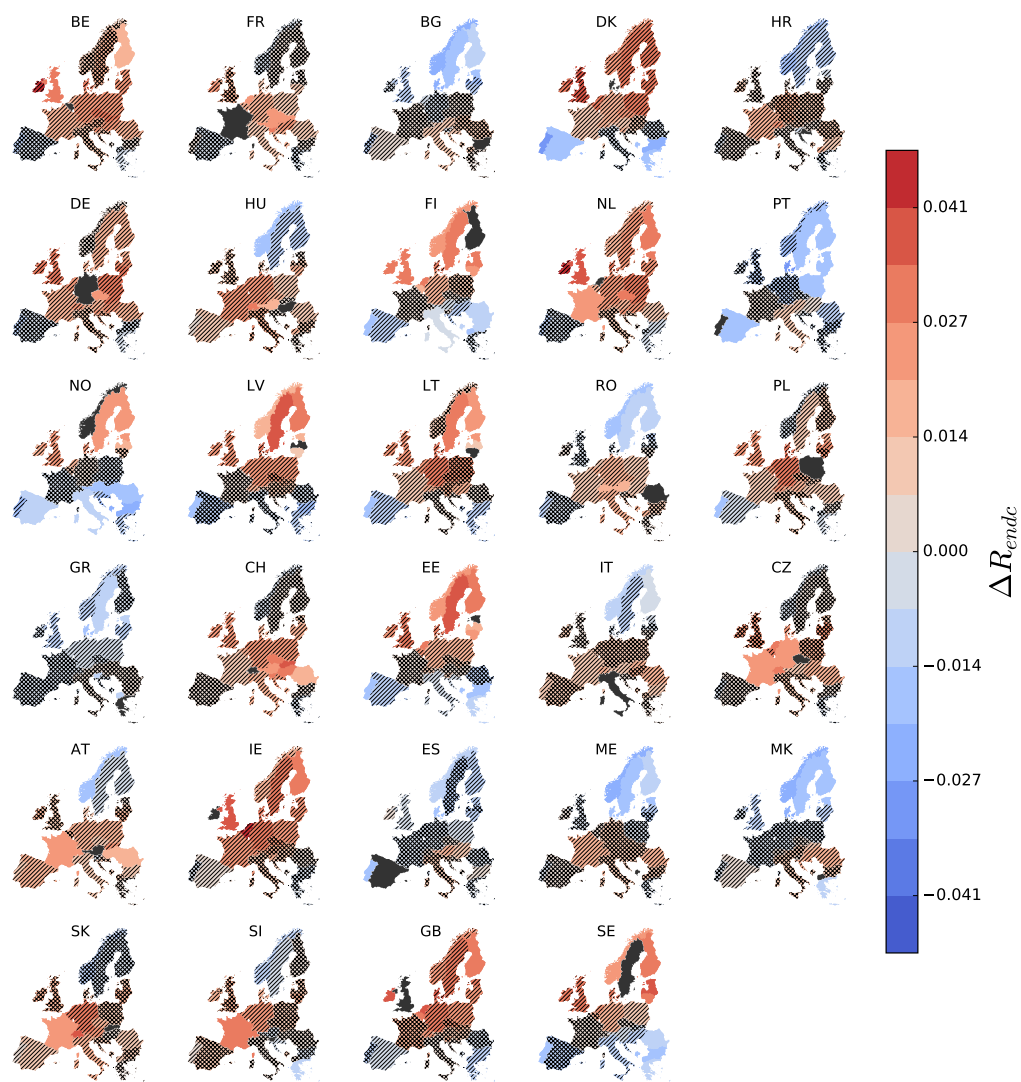 BE FR BG DK HR
DE HU FI NL PT
NO LV LT RO PL
GR CH EE IT CZ
AT IE ES ME MK
SK SI GB SE
0.041
0.027
0.014
0.000
−0.014
−0.027
−0.041
ΔR_{endc}